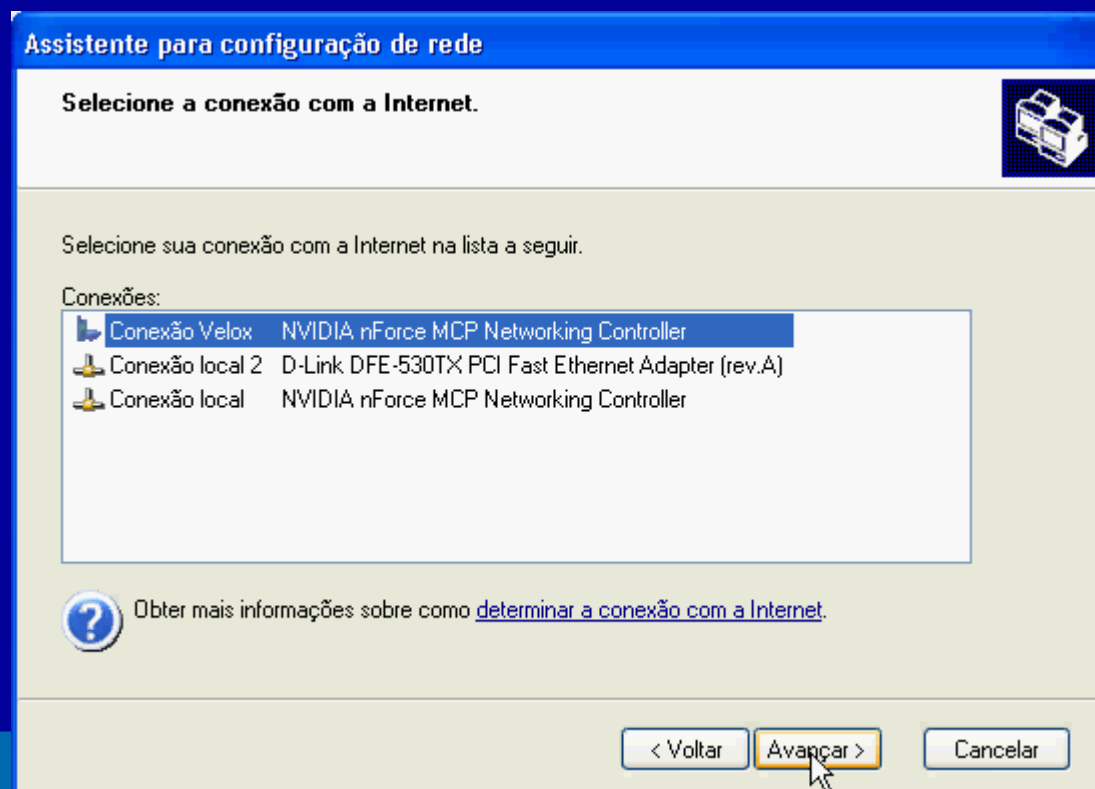 Assistente para configuração de rede
Selecione a conexão com a Internet.
Selecione sua conexão com a Internet na lista a seguir.
Conexões:
Conexão Velox NVIDIA nForce MCP Networking Controller
Conexão local 2 D-Link DFE-530TX PCI Fast Ethernet Adapter (rev.A)
Conexão local NVIDIA nForce MCP Networking Controller
Obter mais informações sobre como determinar a conexão com a Internet.
< Voltar Avançar > Cancelar